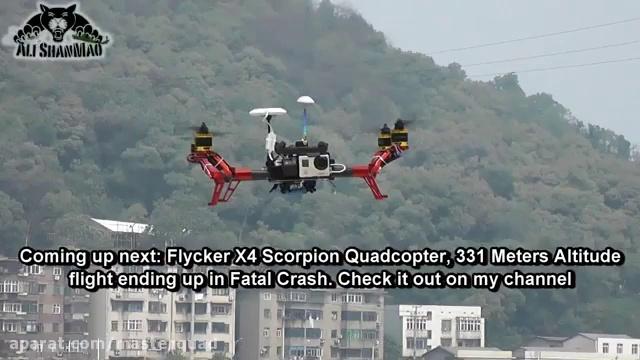 ALI SHANMAO
Coming up next: Flycker X4 Scorpion Quadcopter, 331 Meters Altitude
flight ending up in Fatal Crash. Check it out on my channel
aparat.com/masterquad